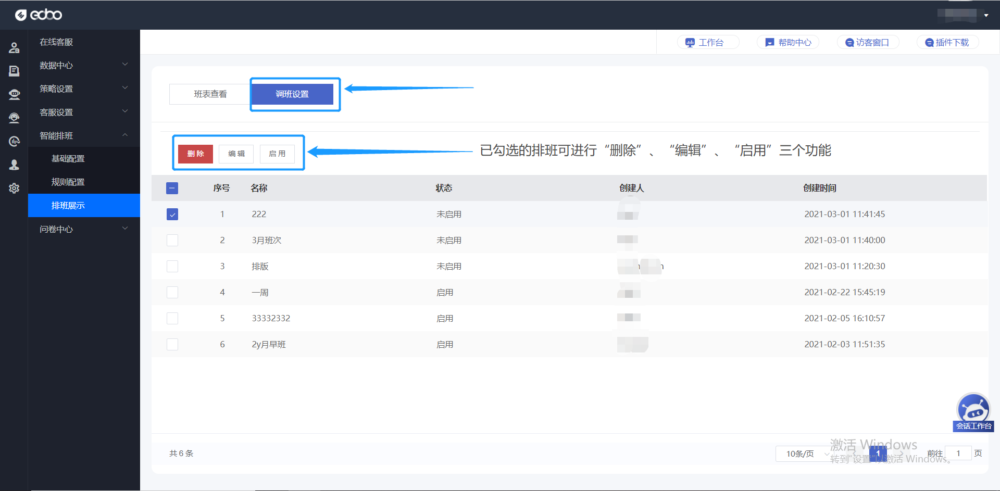 edbo
工作台
帮助中心
访客窗口
插件下载
在线客服
数据中心
策略设置
客服设置
智能排班
基础配置
规则配置
排班展示
问卷中心
班表查看
调班设置
删除
编辑
启用
已勾选的排班可进行“删除”、“编辑”、“启用”三个功能
序号 名称 状态 创建人 创建时间
1 222 未启用 2021-03-01 11:41:45
2 3月班次 未启用 2021-03-01 11:40:00
3 排版 未启用 2021-03-01 11:20:30
4 一周 启用 2021-02-22 15:45:19
5 33332332 启用 2021-02-05 16:10:57
6 2y月早班 启用 2021-02-03 11:51:35
会话工作台
共 6 条
10条/页
1
前往 1 页
激活 Windows
转到“设置”以激活 Windows。